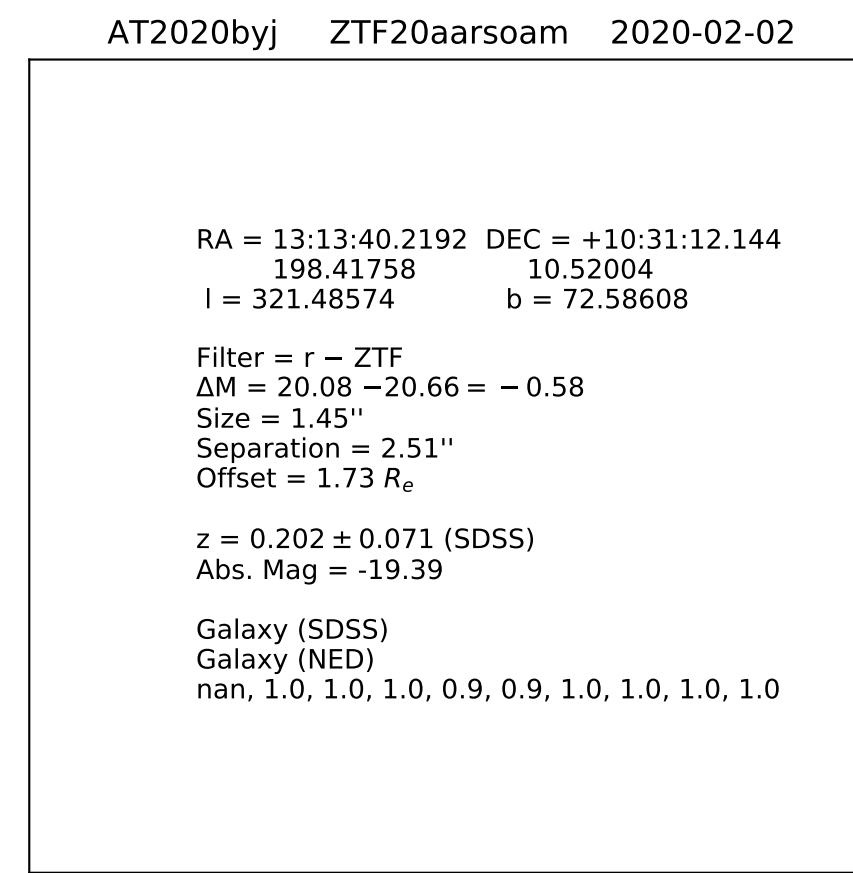 AT2020byj ZTF20aarsoam 2020-02-02
RA = 13:13:40.2192 DEC = +10:31:12.144
198.41758 10.52004
l = 321.48574 b = 72.58608
Filter = r − ZTF
ΔM = 20.08 −20.66 = − 0.58
Size = 1.45''
Separation = 2.51''
Offset = 1.73 Rₑ
z = 0.202 ± 0.071 (SDSS)
Abs. Mag = -19.39
Galaxy (SDSS)
Galaxy (NED)
nan, 1.0, 1.0, 1.0, 0.9, 0.9, 1.0, 1.0, 1.0, 1.0